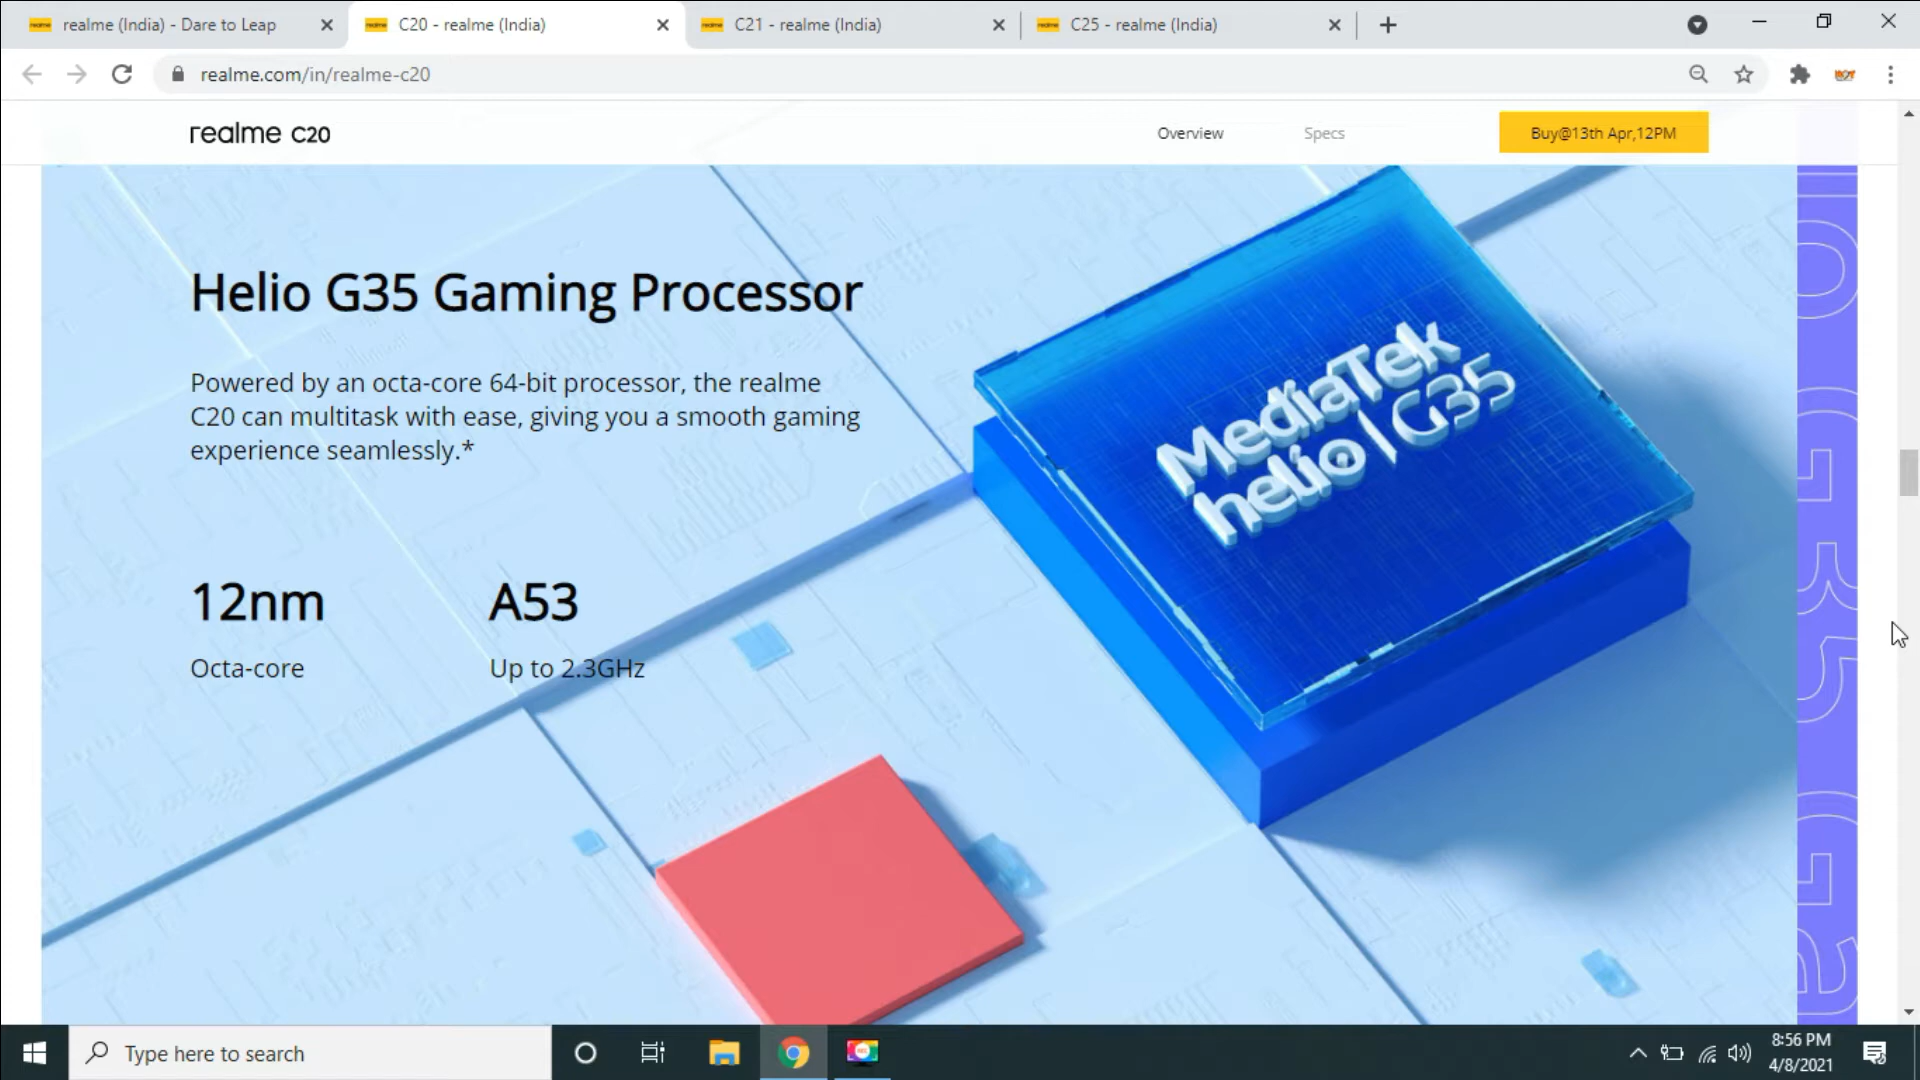 realme (India) - Dare to Leap
C20 - realme (India)
C21 - realme (India)
C25 - realme (India)
realme.com/in/realme-c20
realme C20
Overview
Specs
Buy@13th Apr,12PM
Helio G35 Gaming Processor
Powered by an octa-core 64-bit processor, the realme
C20 can multitask with ease, giving you a smooth gaming
experience seamlessly.*
12nm
A53
Octa-core
Up to 2.3GHz
MediaTek
helio | G35
Type here to search
8:56 PM
4/8/2021